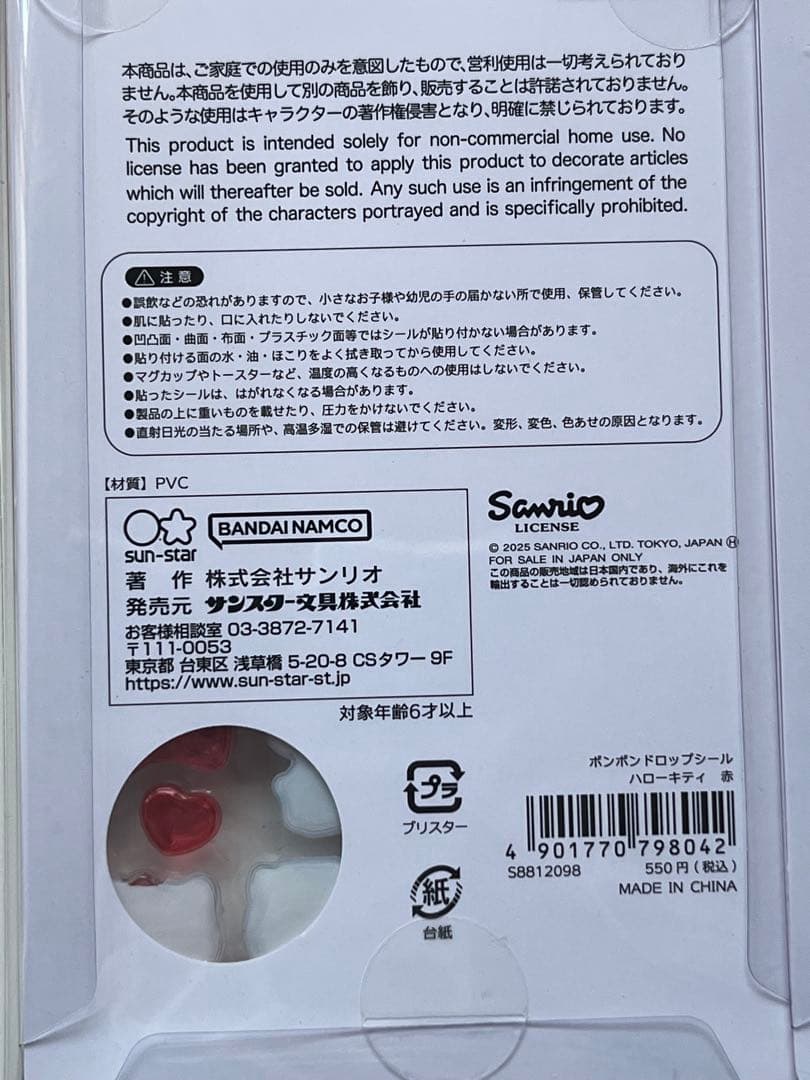 本商品は、ご家庭での使用のみを意図したもので、営利使用は一切考えられており
ません。本商品を使用して別の商品を飾り、販売することは許諾されておりません。
そのような使用はキャラクターの著作権侵害となり、明確に禁じられております。
This product is intended solely for non-commercial home use. No
license has been granted to apply this product to decorate articles
which will thereafter be sold. Any such use is an infringement of the
copyright of the characters portrayed and is specifically prohibited.
注意
●誤飲などの恐れがありますので、小さなお子様や幼児の手の届かない所で使用、保管してください。
●肌に貼ったり、口に入れたりしないでください。
●凹凸面・曲面・布面・プラスチック面等ではシールが貼り付かない場合があります。
●貼り付ける面の水・油・ほこりをよく拭き取ってから使用してください。
●マグカップやトースターなど、温度の高くなるものへの使用はしないでください。
●貼ったシールは、はがれなくなる場合があります。
●製品の上に重いものを載せたり、圧力をかけないでください。
●直射日光の当たる場所や、高温多湿での保管は避けてください。変形、変色、色あせの原因となります。
【材質】PVC
sun-star BANDAI NAMCO
著 作 株式会社サンリオ
発売元 サンスター文具株式会社
お客様相談室 03-3872-7141
〒111-0053
東京都 台東区 浅草橋 5-20-8 CSタワー 9F
https://www.sun-star-st.jp
Sanrio
LICENSE
© 2025 SANRIO CO., LTD. TOKYO, JAPAN Ⓗ
FOR SALE IN JAPAN ONLY
この商品の販売地域は日本国内であり、海外にこれを
輸出することは一切認められておりません。
対象年齢6才以上
プラ
ブリスター
紙
台紙
ボンボンドロップシール
ハローキティ 赤
4 901770 798042
S8812098 550円(税込)
MADE IN CHINA